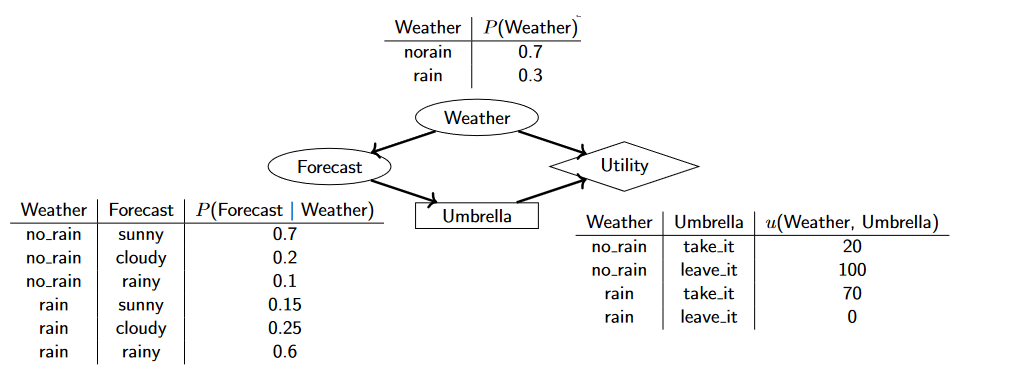 Weather P(Weather)
norain 0.7
rain 0.3
Weather
Forecast
Utility
Umbrella
Weather Forecast P(Forecast | Weather)
no_rain sunny 0.7
no_rain cloudy 0.2
no_rain rainy 0.1
rain sunny 0.15
rain cloudy 0.25
rain rainy 0.6
Weather Umbrella u(Weather, Umbrella)
no_rain take_it 20
no_rain leave_it 100
rain take_it 70
rain leave_it 0